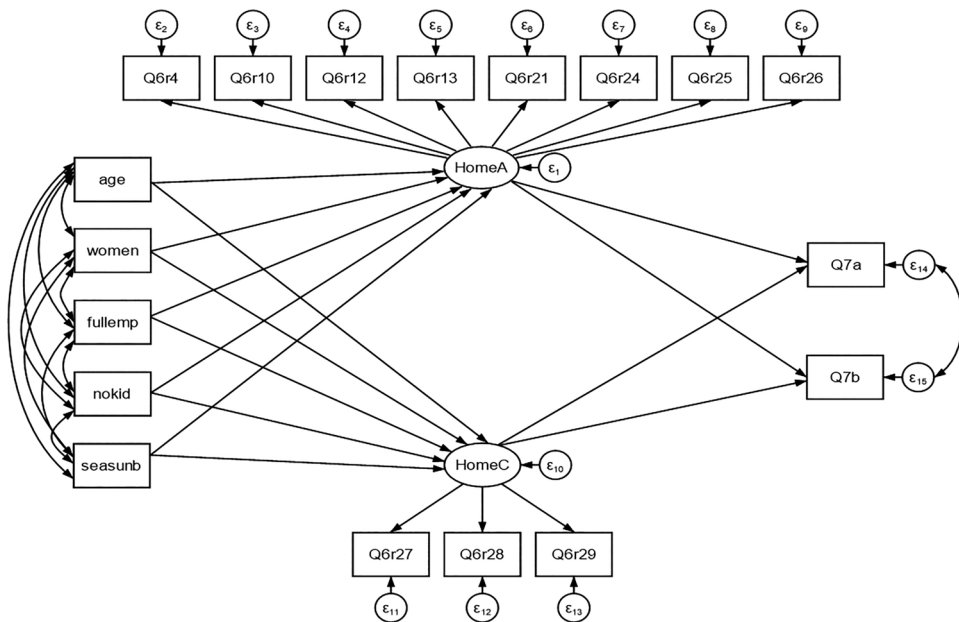 ε2 ε3 ε4 ε5 ε6 ε7 ε8 ε9
Q6r4 Q6r10 Q6r12 Q6r13 Q6r21 Q6r24 Q6r25 Q6r26
HomeA ε1
age
women
Q7a ε14
fullemp
Q7b ε15
nokid
seasunb
HomeC ε10
Q6r27 Q6r28 Q6r29
ε11 ε12 ε13